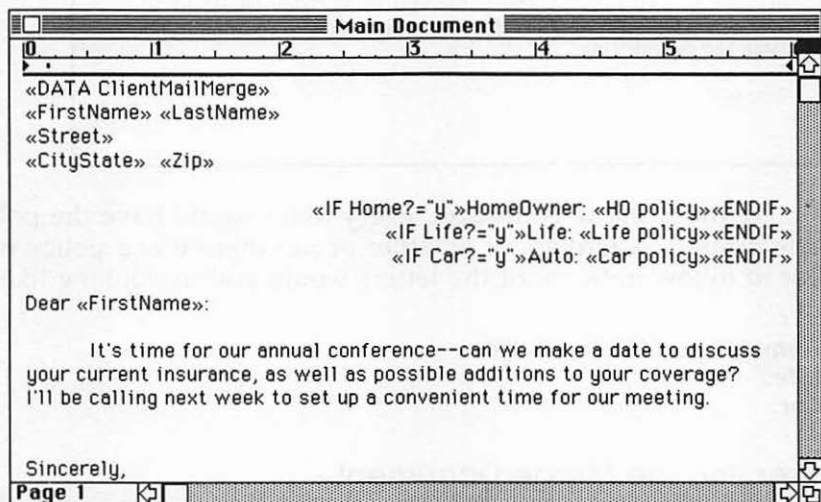 Main Document
0 1 2 3 4 5
«DATA ClientMailMerge»
«FirstName» «LastName»
«Street»
«CityState» «Zip»
«IF Home?="y"»HomeOwner: «HO policy»«ENDIF»
«IF Life?="y"»Life: «Life policy»«ENDIF»
«IF Car?="y"»Auto: «Car policy»«ENDIF»
Dear «FirstName»:
It's time for our annual conference--can we make a date to discuss
your current insurance, as well as possible additions to your coverage?
I'll be calling next week to set up a convenient time for our meeting.
Sincerely,
Page 1